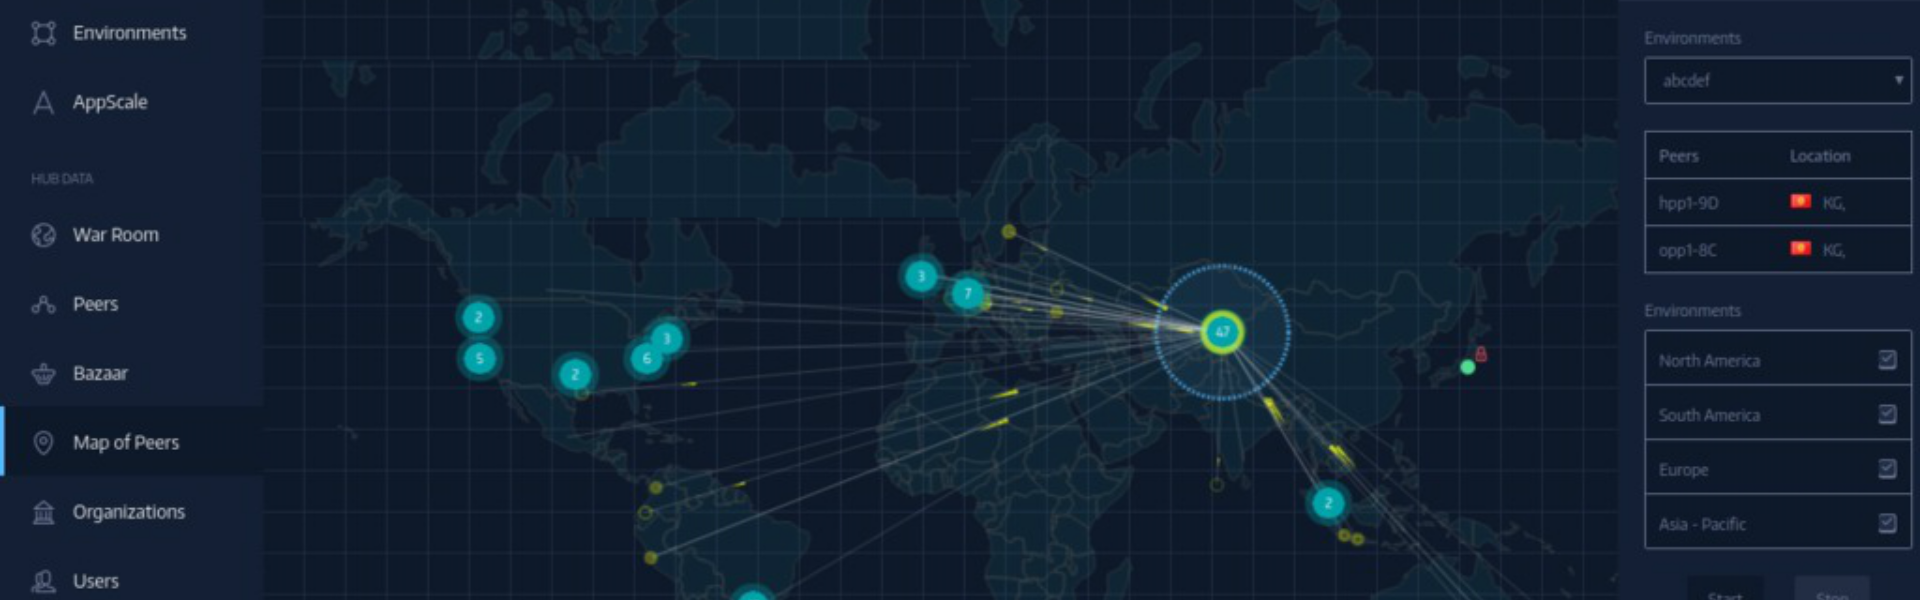 Environments
AppScale
HUB DATA
War Room
Peers
Bazaar
Map of Peers
Organizations
Users
3
7
2
5
2
3
6
47
2
Environments
abcdef
Peers Location
hpp1-9D KG,
opp1-8C KG,
Environments
North America
South America
Europe
Asia - Pacific
Start Stop